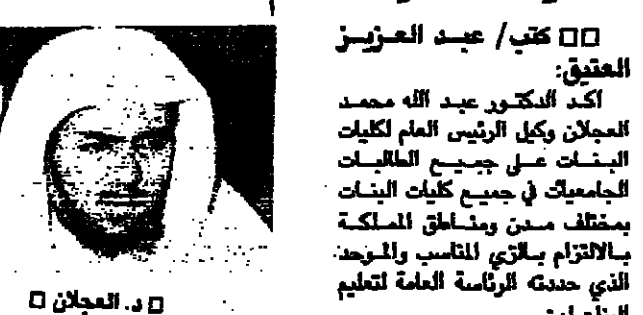 □□ كتب/ عبد العزيز
العتيق:
اكد الدكتور عبد الله محمد
العجلان وكيل الرئيس العام لكليات
البنات على جميع الطالبات
الجامعيات في جميع كليات البنات
بمختلف مدن ومناطق المملكة
بالالتزام بالزي المناسب والموحد
الذي حددته الرئاسة العامة لتعليم
□ د. العجلان □